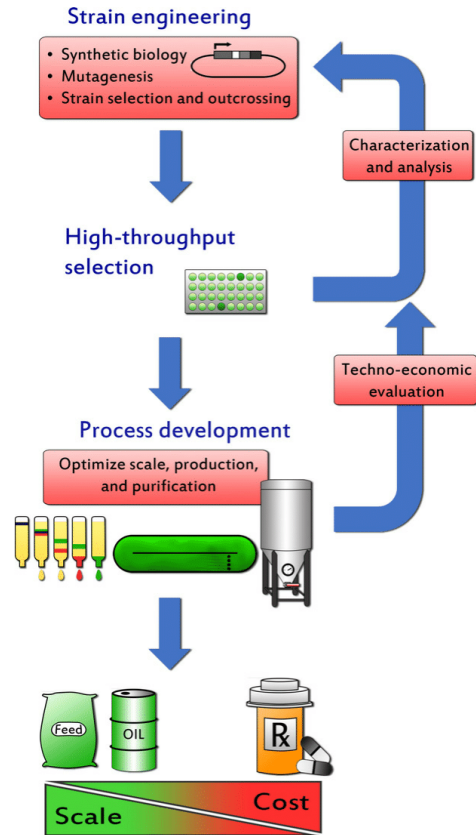 Strain engineering
• Synthetic biology
• Mutagenesis
• Strain selection and outcrossing
Characterization
and analysis
High-throughput
selection
Techno-economic
evaluation
Process development
Optimize scale, production,
and purification
Feed
OIL
Rx
Scale
Cost